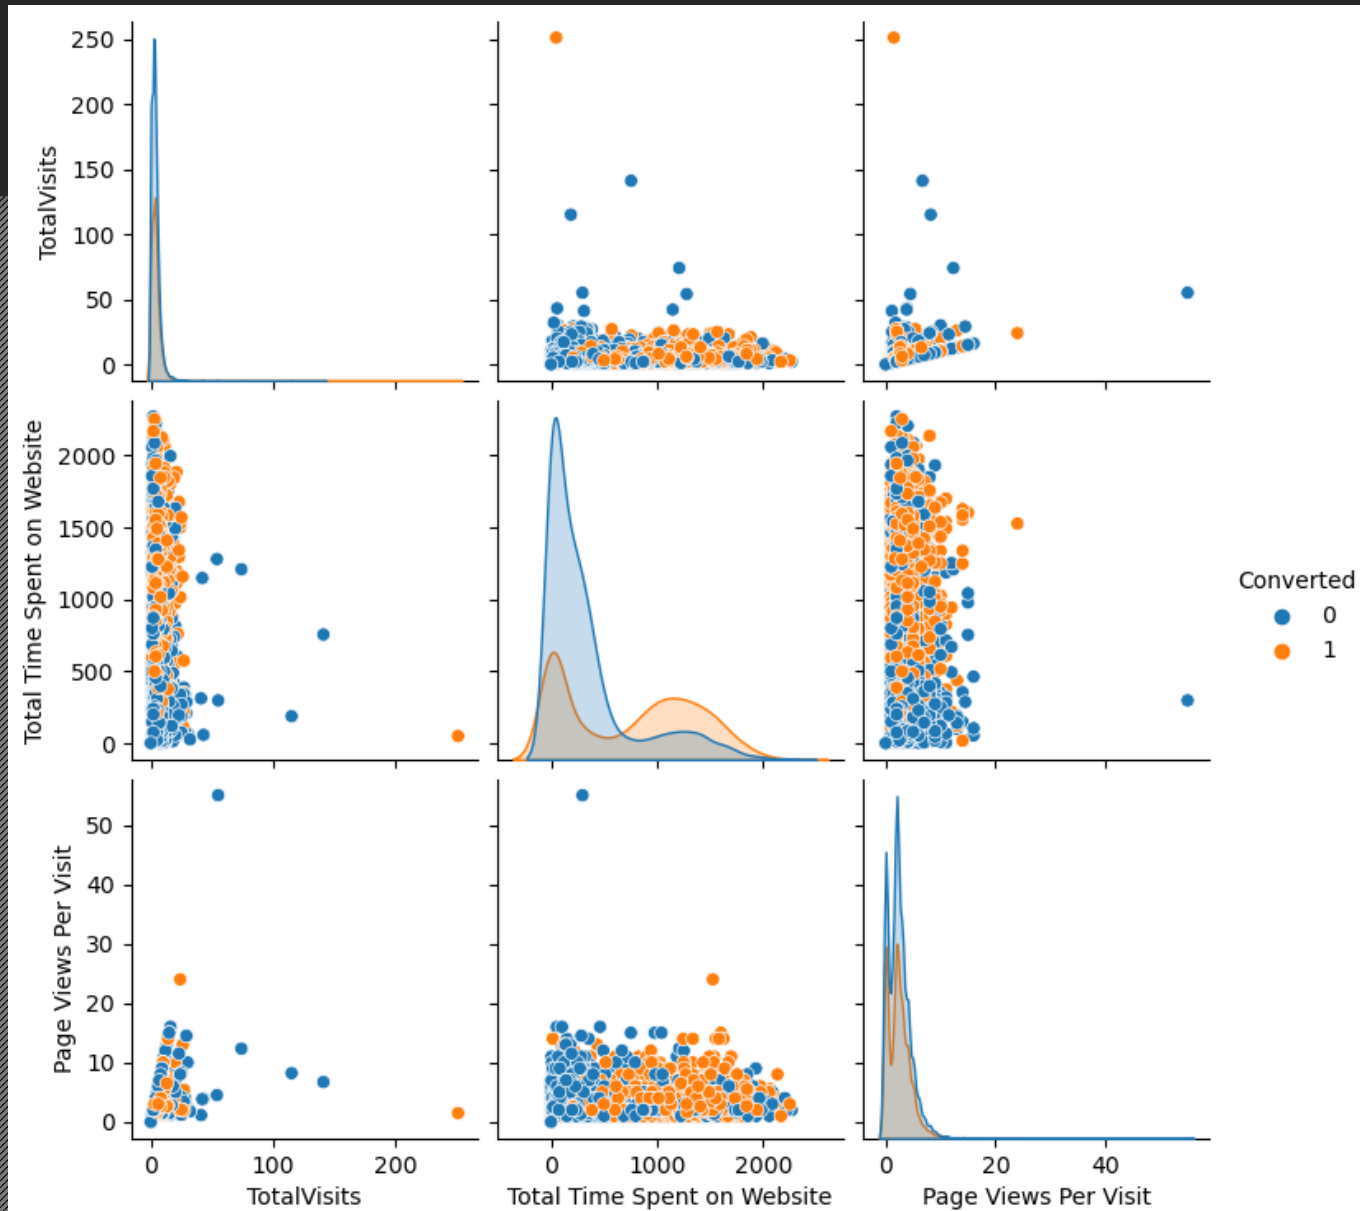 250
200
150
100
50
0
TotalVisits
2000
1500
1000
500
0
Total Time Spent on Website
Converted
0
1
50
40
30
20
10
0
Page Views Per Visit
0 100 200
0 1000 2000
0 20 40
TotalVisits
Total Time Spent on Website
Page Views Per Visit